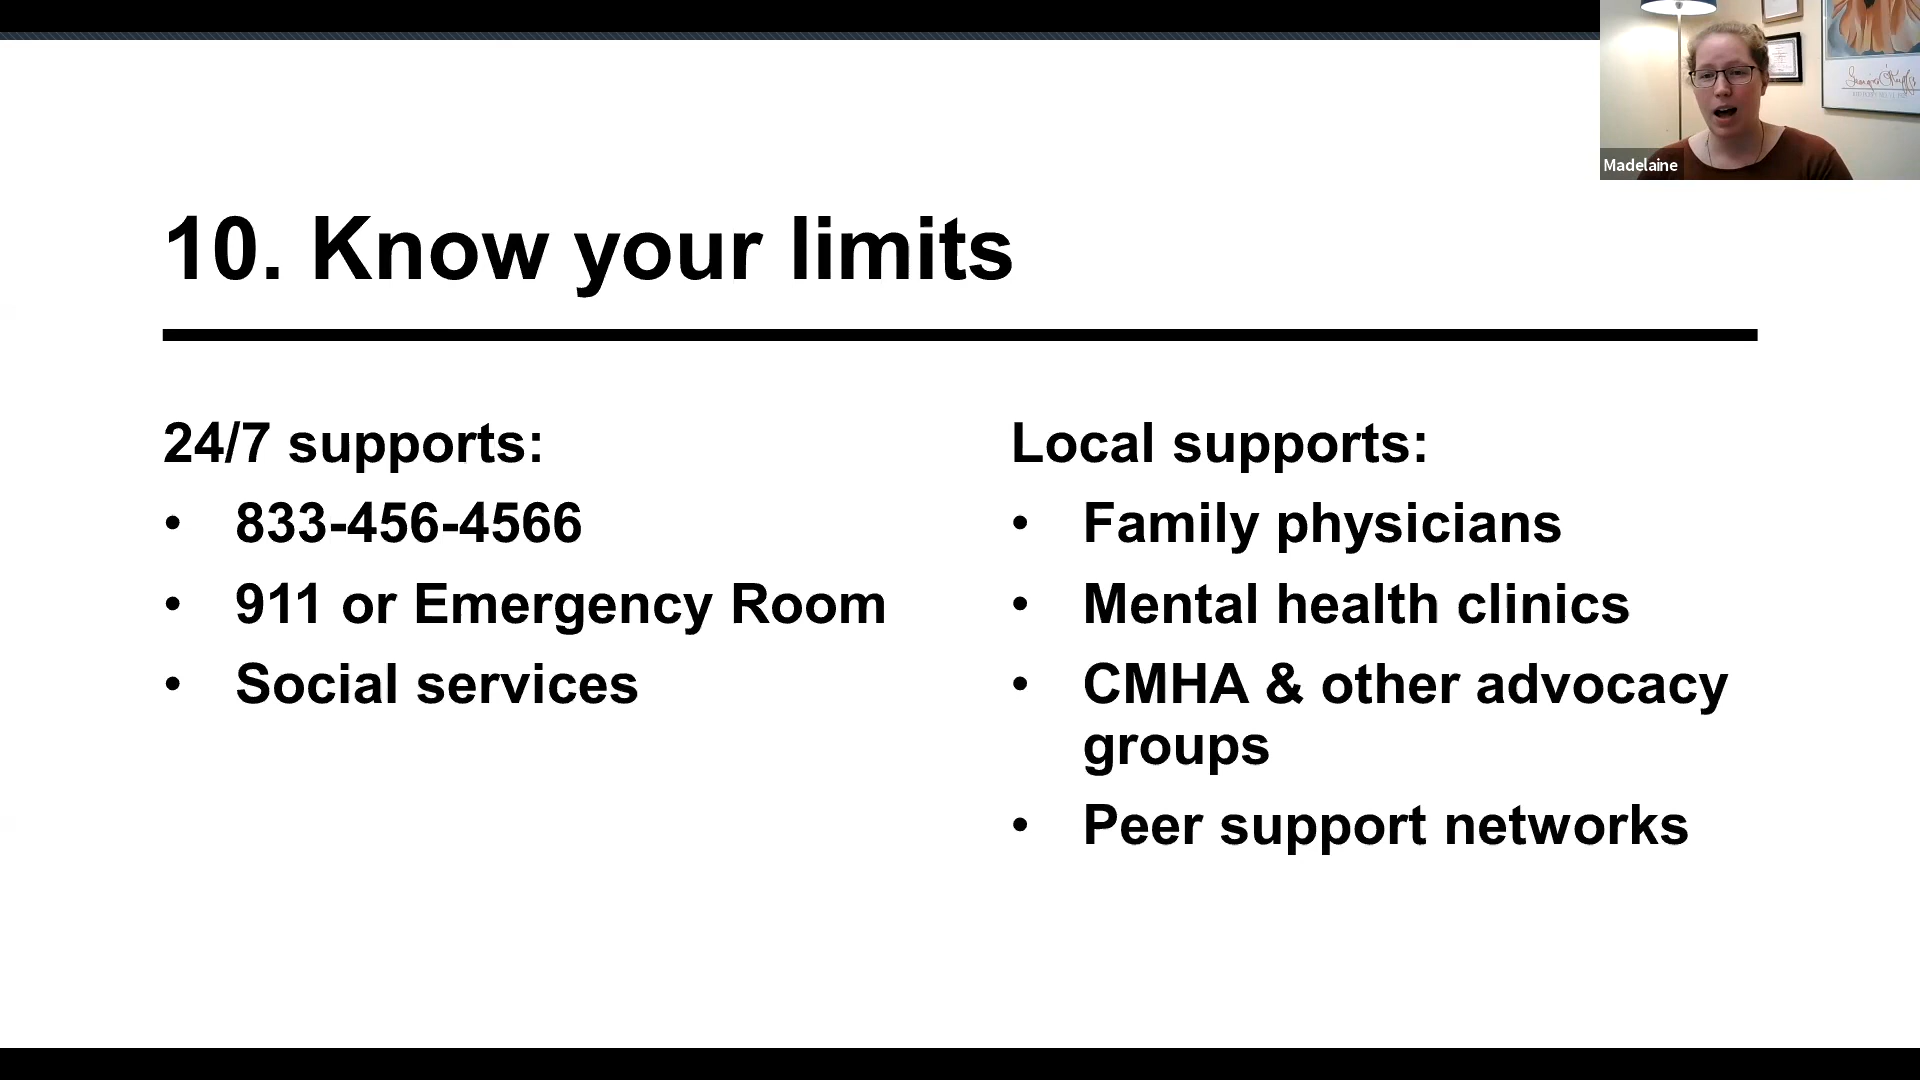 Madelaine
10. Know your limits
24/7 supports:
• 833-456-4566
• 911 or Emergency Room
• Social services
Local supports:
• Family physicians
• Mental health clinics
• CMHA & other advocacy
groups
• Peer support networks